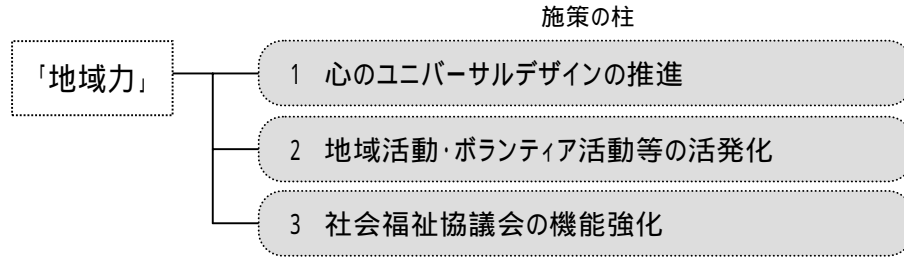 施策の柱
「地域力」
1 心のユニバーサルデザインの推進
2 地域活動・ボランティア活動等の活発化
3 社会福祉協議会の機能強化